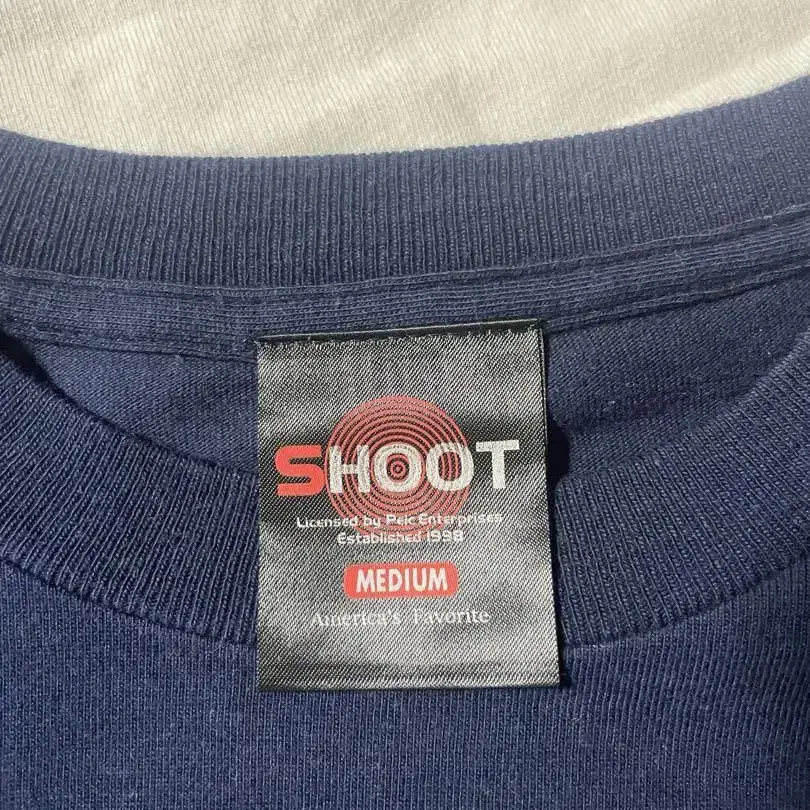 SHOOT
Licensed by Peic Enterprises
Established 1998
MEDIUM
America's Favorite